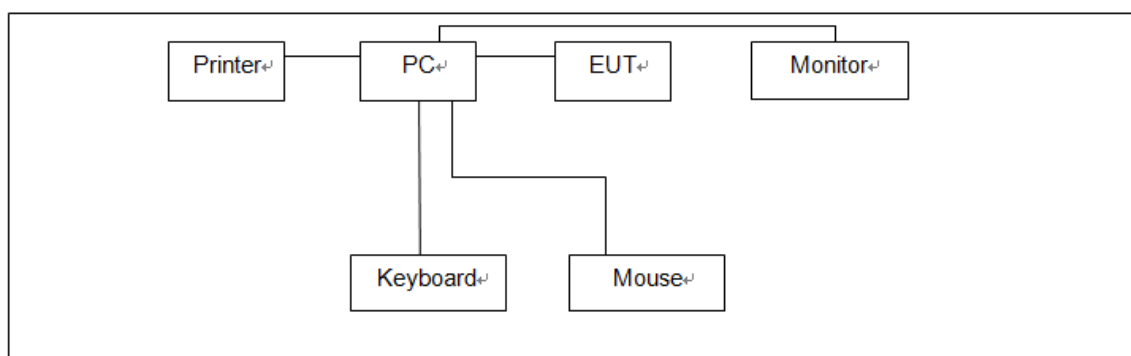 Printer
PC
EUT
Monitor
Keyboard
Mouse